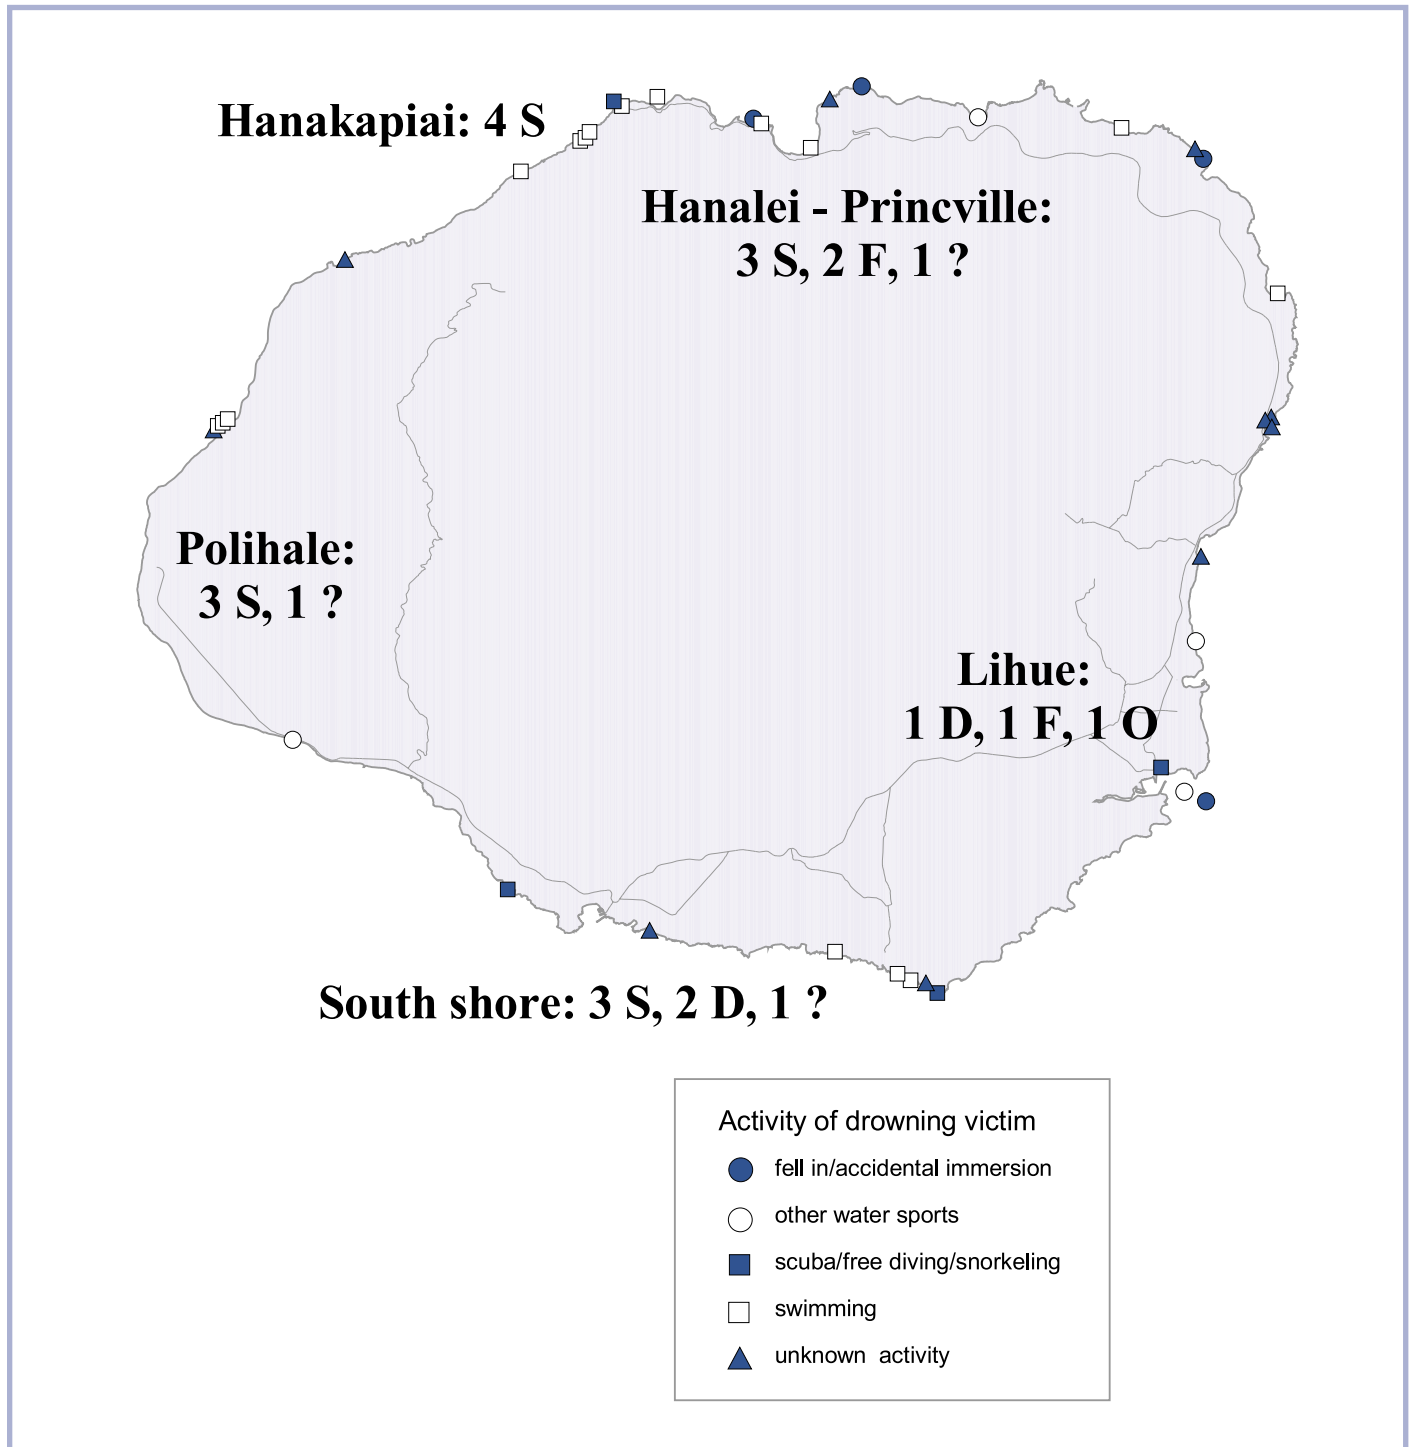 Hanakapiai: 4 S
Hanalei - Princville:
3 S, 2 F, 1 ?
Polihale:
3 S, 1 ?
Lihue:
1 D, 1 F, 1 O
South shore: 3 S, 2 D, 1 ?
Activity of drowning victim
fell in/accidental immersion
other water sports
scuba/free diving/snorkeling
swimming
unknown activity